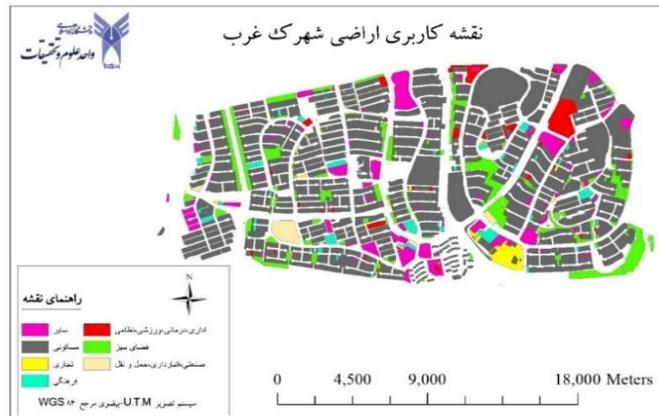 نقشه کاربری اراضی شهرک غرب
واحد علوم و تحقیقات
N
راهنمای نقشه
سایر
اداری،درمانی،ورزشی،نظامی
مسکونی
فضای سبز
تجاری
صنعتی،انبارداری،حمل و نقل
فرهنگی
سیستم تصویر U.T.M-بیضوی مرجع WGS ۸۴
0 4,500 9,000 18,000 Meters